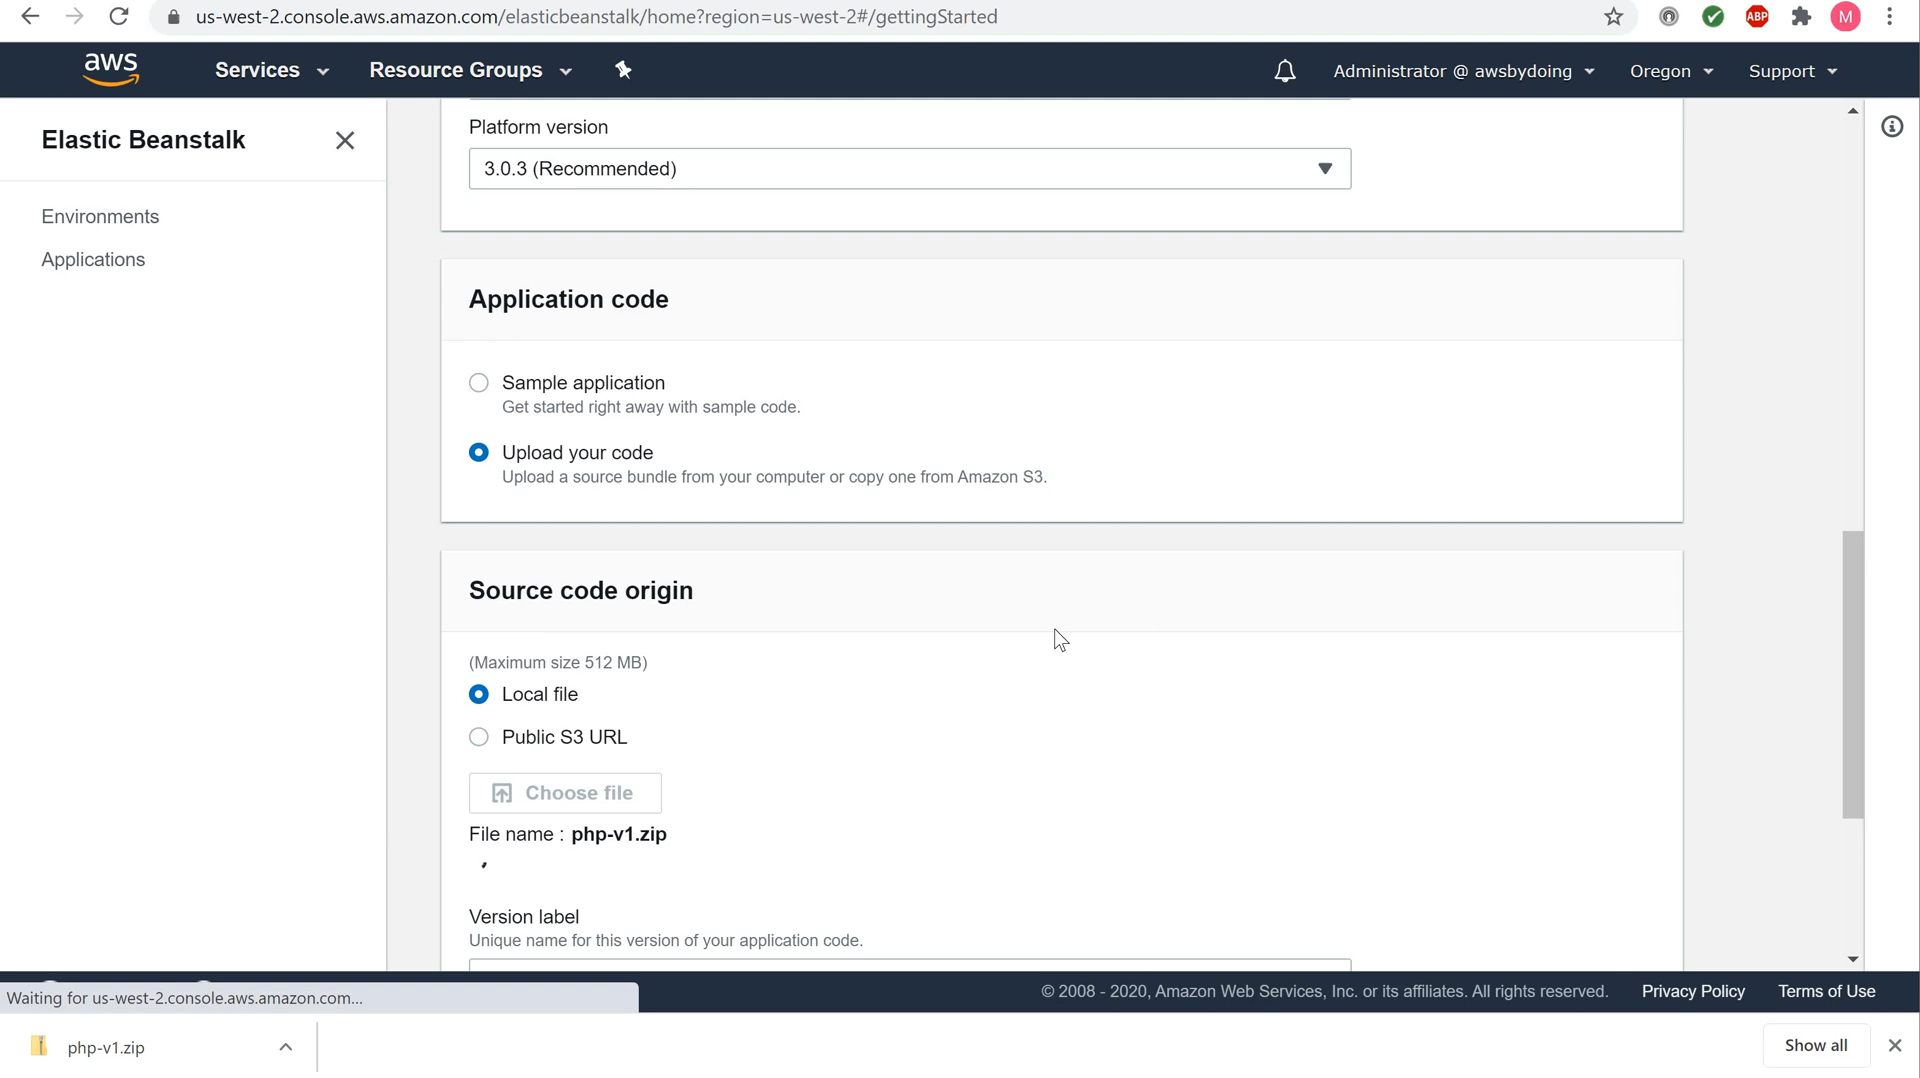 us-west-2.console.aws.amazon.com/elasticbeanstalk/home?region=us-west-2#/gettingStarted
ABP
M
aws
Services
Resource Groups
Administrator @ awsbydoing
Oregon
Support
Elastic Beanstalk
Environments
Applications
Platform version
3.0.3 (Recommended)
Application code
Sample application
Get started right away with sample code.
Upload your code
Upload a source bundle from your computer or copy one from Amazon S3.
Source code origin
(Maximum size 512 MB)
Local file
Public S3 URL
Choose file
File name : php-v1.zip
Version label
Unique name for this version of your application code.
Waiting for us-west-2.console.aws.amazon.com...
© 2008 - 2020, Amazon Web Services, Inc. or its affiliates. All rights reserved.
Privacy Policy
Terms of Use
php-v1.zip
Show all